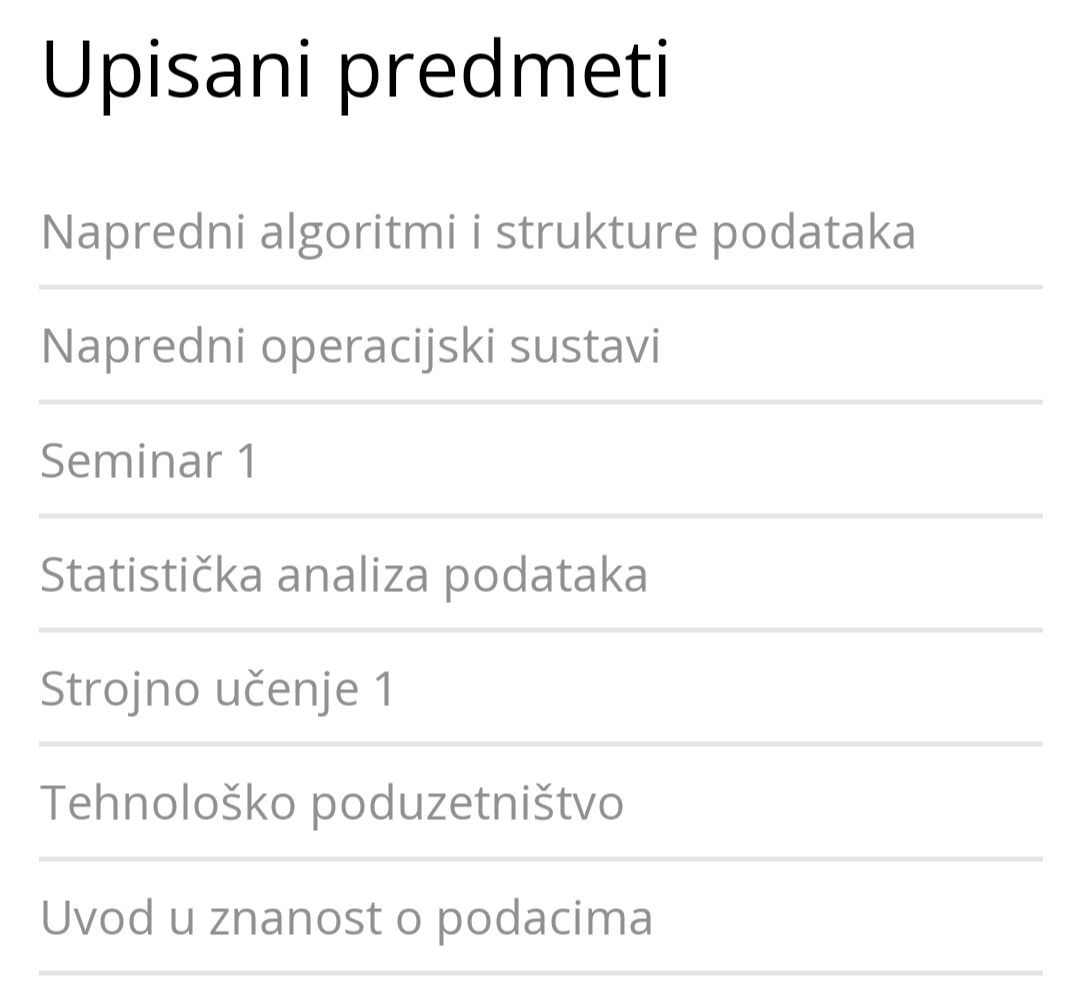 Upisani predmeti
Napredni algoritmi i strukture podataka
Napredni operacijski sustavi
Seminar 1
Statistička analiza podataka
Strojno učenje 1
Tehnološko poduzetništvo
Uvod u znanost o podacima